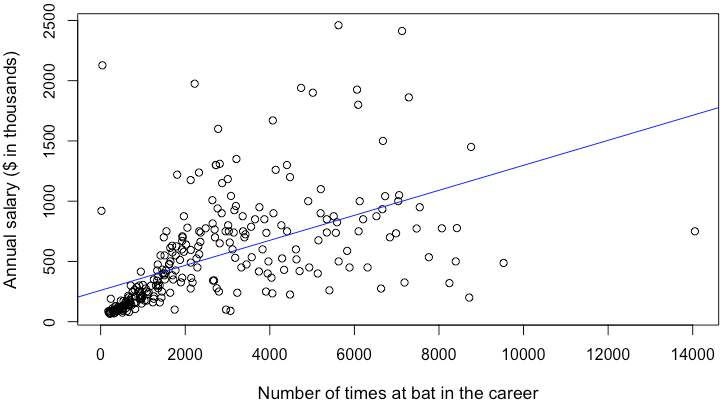 Annual salary ($ in thousands)
2500
2000
1500
1000
500
0
0 2000 4000 6000 8000 10000 12000 14000
Number of times at bat in the career